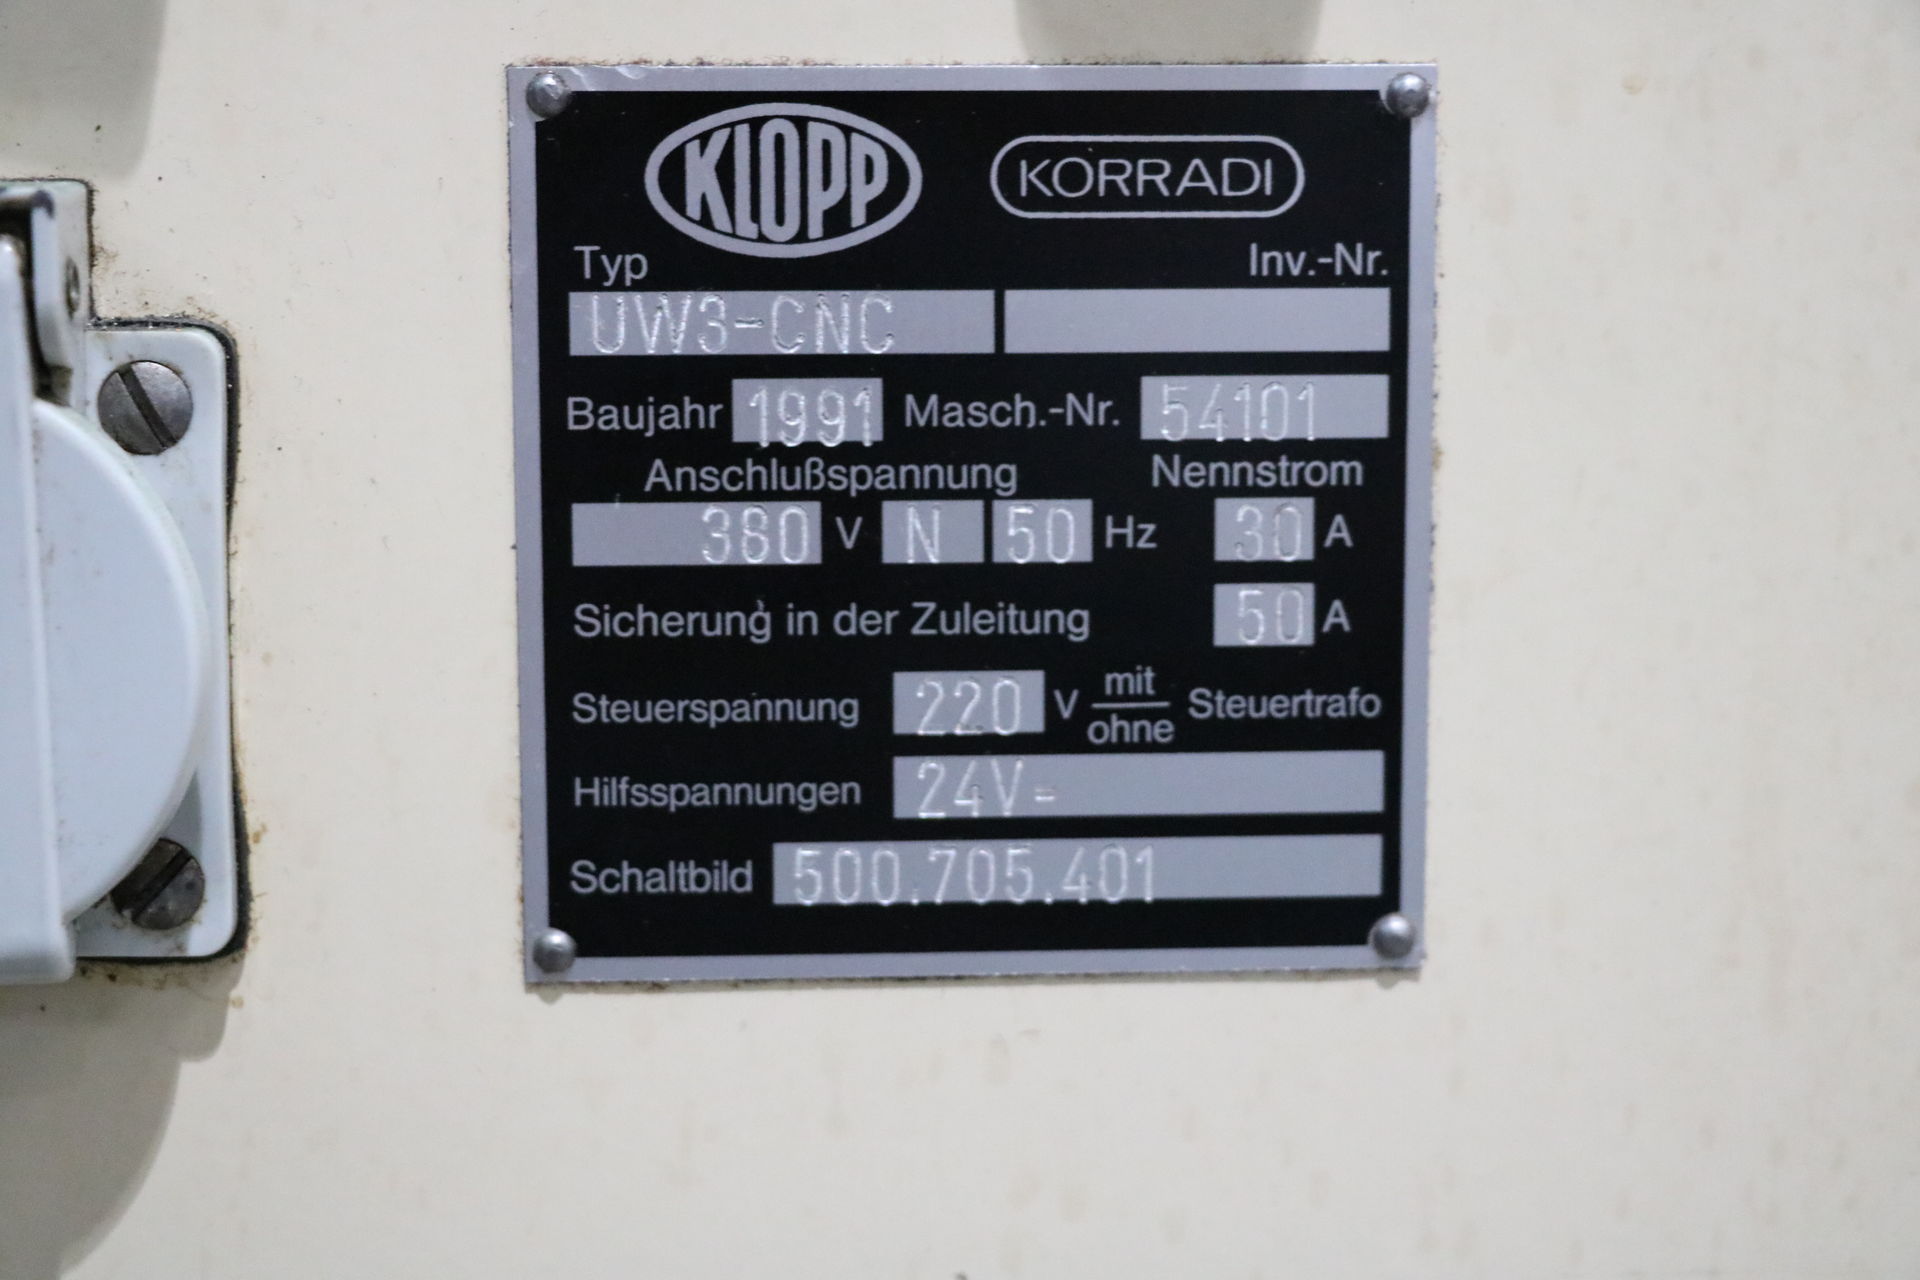 KLOPP KORRADI
Typ Inv.-Nr.
UW3-CNC
Baujahr 1991 Masch.-Nr. 54101
Anschlußspannung Nennstrom
380 V N 50 Hz 30 A
Sicherung in der Zuleitung 50 A
Steuerspannung 220 V mit/ohne Steuertrafo
Hilfsspannungen 24V=
Schaltbild 500.705.401